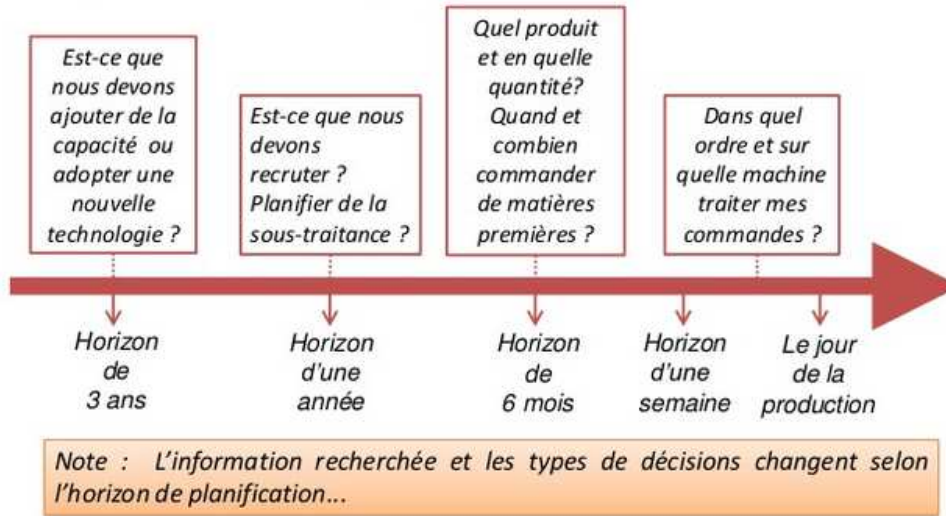 Est-ce que
nous devons
ajouter de la
capacité ou
adopter une
nouvelle
technologie ?
Est-ce que nous
devons
recruter ?
Planifier de la
sous-traitance ?
Quel produit
et en quelle
quantité?
Quand et
combien
commander
de matières
premières ?
Dans quel
ordre et sur
quelle machine
traiter mes
commandes ?
Horizon
de
3 ans
Horizon
d'une
année
Horizon
de
6 mois
Horizon
d'une
semaine
Le jour
de la
production
Note : L'information recherchée et les types de décisions changent selon
l'horizon de planification...